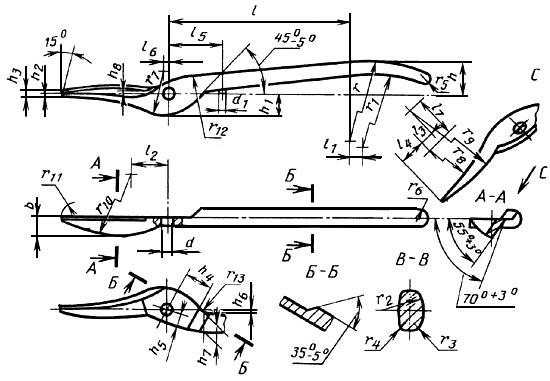 l
l₆ l₅ 45°-5°
15°
h₃ h₂ h₈ r₇ r₁₂ h₁ d₁ r r₁ r₅ h
l₁
C
l₇ l₄ l₃ r₈ r₉
C
A l₂ Б
r₁₁ r₁₀ b r₆
A d Б
A-A
55°+3°
70°+3°
Б h₄ r₁₃ h₆
h₅ h₇ Б
Б-Б
35°-5°
В-В
r₂
r₄ r₃